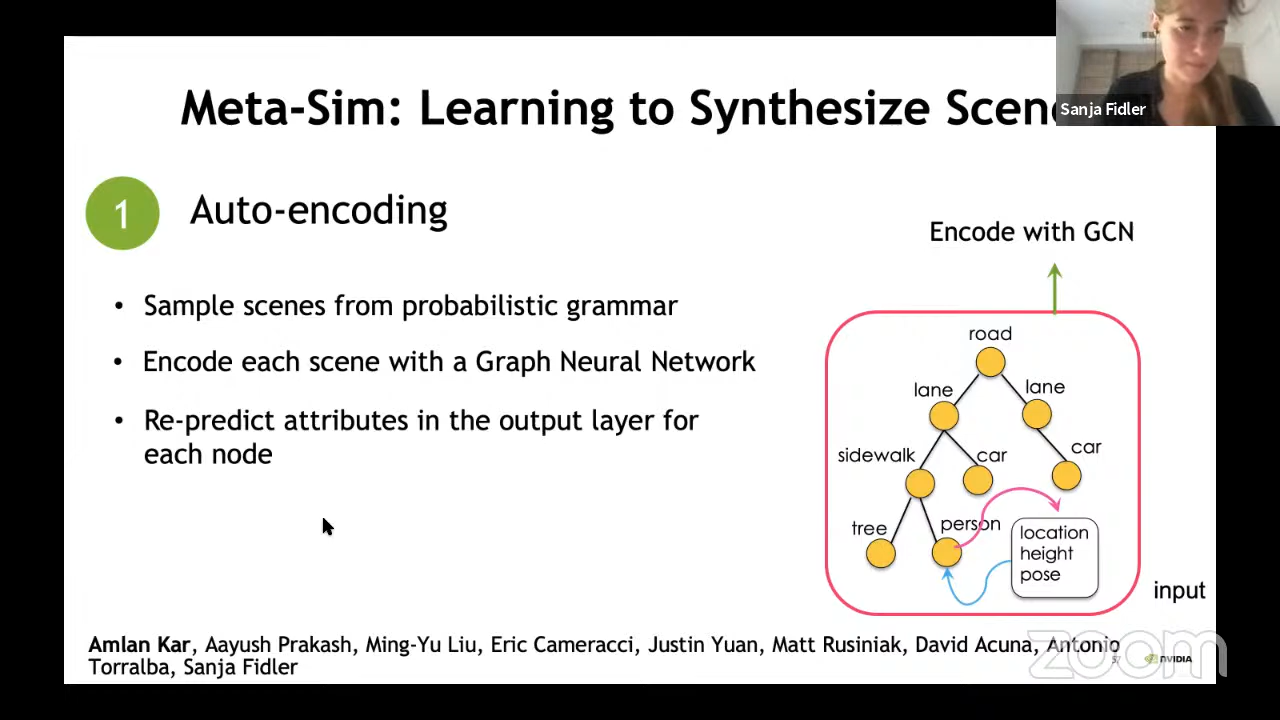 Meta-Sim: Learning to Synthesize Scene
Sanja Fidler
1
Auto-encoding
Encode with GCN
• Sample scenes from probabilistic grammar
• Encode each scene with a Graph Neural Network
• Re-predict attributes in the output layer for
each node
road
lane
lane
sidewalk
car
car
tree
person
location
height
pose
input
Amlan Kar, Aayush Prakash, Ming-Yu Liu, Eric Cameracci, Justin Yuan, Matt Rusiniak, David Acuna, Antonio
Torralba, Sanja Fidler
57
NVIDIA
zoom